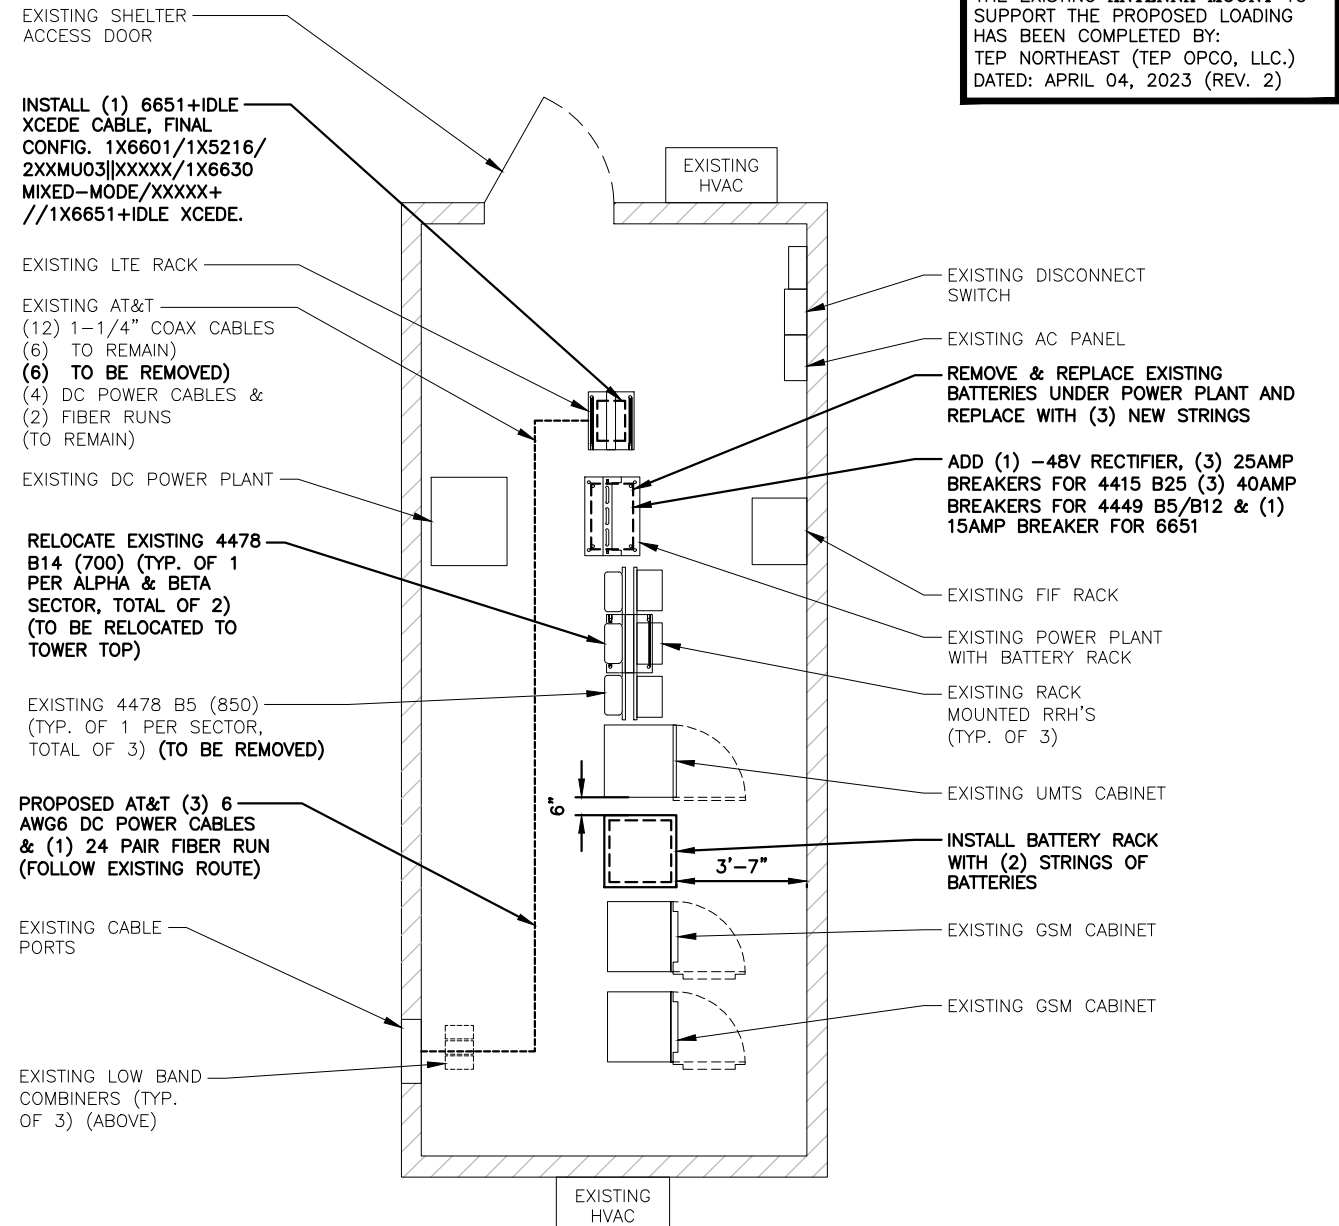 EXISTING SHELTER
ACCESS DOOR
INSTALL (1) 6651+IDLE
XCEDE CABLE, FINAL
CONFIG. 1X6601/1X5216/
2XXMU03||XXXXX/1X6630
MIXED-MODE/XXXXX+
//1X6651+IDLE XCEDE.
EXISTING LTE RACK
EXISTING AT&T
(12) 1-1/4" COAX CABLES
(6) TO REMAIN)
(6) TO BE REMOVED)
(4) DC POWER CABLES &
(2) FIBER RUNS
(TO REMAIN)
EXISTING DC POWER PLANT
RELOCATE EXISTING 4478
B14 (700) (TYP. OF 1
PER ALPHA & BETA
SECTOR, TOTAL OF 2)
(TO BE RELOCATED TO
TOWER TOP)
EXISTING 4478 B5 (850)
(TYP. OF 1 PER SECTOR,
TOTAL OF 3) (TO BE REMOVED)
PROPOSED AT&T (3) 6
AWG6 DC POWER CABLES
& (1) 24 PAIR FIBER RUN
(FOLLOW EXISTING ROUTE)
EXISTING CABLE
PORTS
EXISTING LOW BAND
COMBINERS (TYP.
OF 3) (ABOVE)
EXISTING
HVAC
6"
3'-7"
EXISTING
HVAC
THE EXISTING ANTENNA MOUNT TO
SUPPORT THE PROPOSED LOADING
HAS BEEN COMPLETED BY:
TEP NORTHEAST (TEP OPCO, LLC.)
DATED: APRIL 04, 2023 (REV. 2)
EXISTING DISCONNECT
SWITCH
EXISTING AC PANEL
REMOVE & REPLACE EXISTING
BATTERIES UNDER POWER PLANT AND
REPLACE WITH (3) NEW STRINGS
ADD (1) -48V RECTIFIER, (3) 25AMP
BREAKERS FOR 4415 B25 (3) 40AMP
BREAKERS FOR 4449 B5/B12 & (1)
15AMP BREAKER FOR 6651
EXISTING FIF RACK
EXISTING POWER PLANT
WITH BATTERY RACK
EXISTING RACK
MOUNTED RRH'S
(TYP. OF 3)
EXISTING UMTS CABINET
INSTALL BATTERY RACK
WITH (2) STRINGS OF
BATTERIES
EXISTING GSM CABINET
EXISTING GSM CABINET